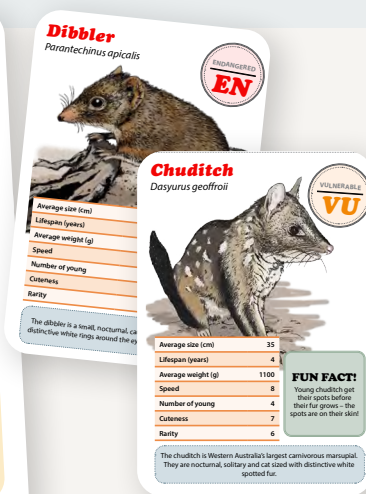 Dibbler
Parantechinus apicalis
ENDANGERED
EN
Average size (cm)
Lifespan (years)
Average weight (g)
Speed
Number of young
Cuteness
Rarity
The dibbler is a small, nocturnal,
distinctive white rings around the
Chuditch
Dasyurus geoffroii
VULNERABLE
VU
Average size (cm) 35
Lifespan (years) 4
Average weight (g) 1100
Speed 8
Number of young 4
Cuteness 7
Rarity 6
FUN FACT!
Young chuditch get
their spots before
their fur grows – the
spots are on their skin!
The chuditch is Western Australia's largest carnivorous marsupial.
They are nocturnal, solitary and cat sized with distinctive white
spotted fur.